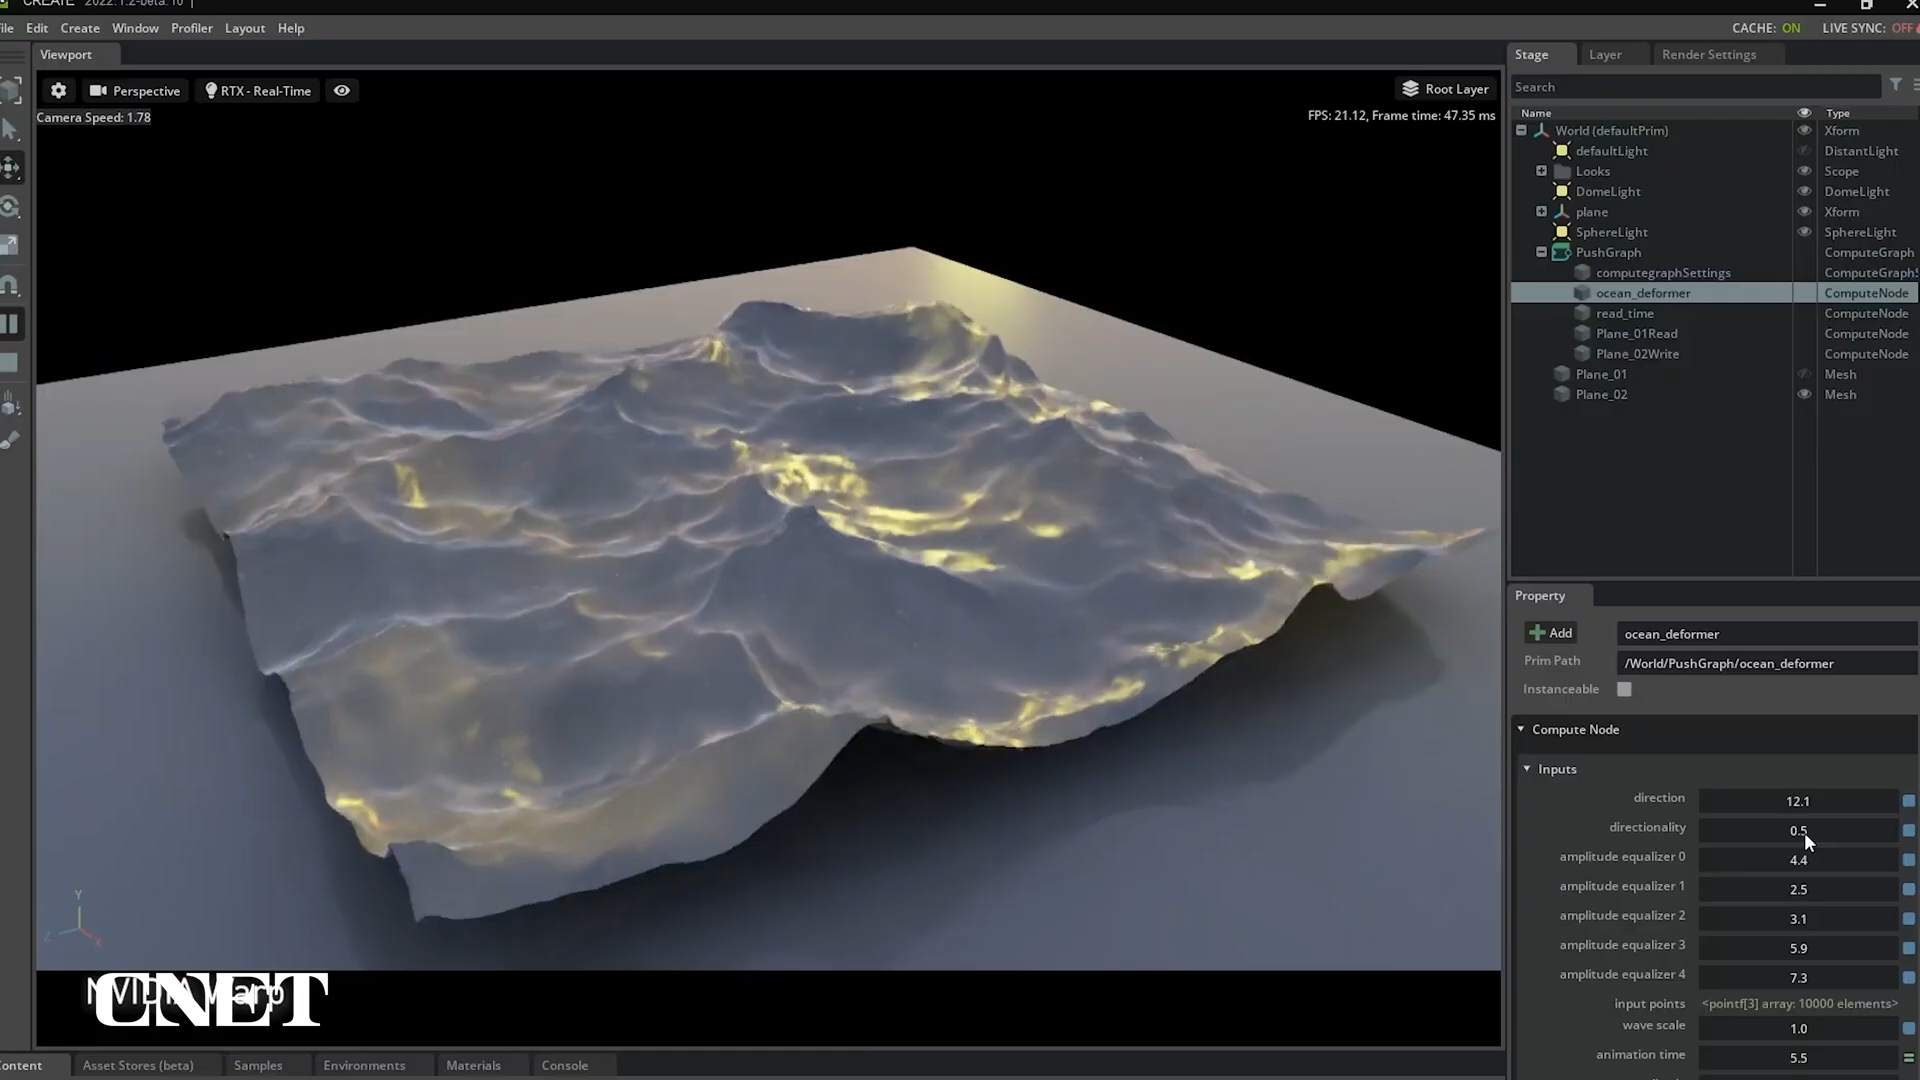 CREATE 2022.1.2-beta.10
File Edit Create Window Profiler Layout Help
CACHE: ON LIVE SYNC: OFF
Viewport
Perspective RTX - Real-Time
Root Layer
Camera Speed: 1.78
FPS: 21.12, Frame time: 47.35 ms
Stage Layer Render Settings
Search
Name Type
World (defaultPrim) Xform
defaultLight DistantLight
Looks Scope
DomeLight DomeLight
plane Xform
SphereLight SphereLight
PushGraph ComputeGraph
computegraphSettings ComputeGraphS
ocean_deformer ComputeNode
read_time ComputeNode
Plane_01Read ComputeNode
Plane_02Write ComputeNode
Plane_01 Mesh
Plane_02 Mesh
Property
Add ocean_deformer
Prim Path /World/PushGraph/ocean_deformer
Instanceable
Compute Node
Inputs
direction 12.1
directionality 0.5
amplitude equalizer 0 4.4
amplitude equalizer 1 2.5
amplitude equalizer 2 3.1
amplitude equalizer 3 5.9
amplitude equalizer 4 7.3
input points <pointf[3] array: 10000 elements>
wave scale 1.0
animation time 5.5
Y
Z X
NVIDIA Warp
CNET
Content Asset Stores (beta) Samples Environments Materials Console